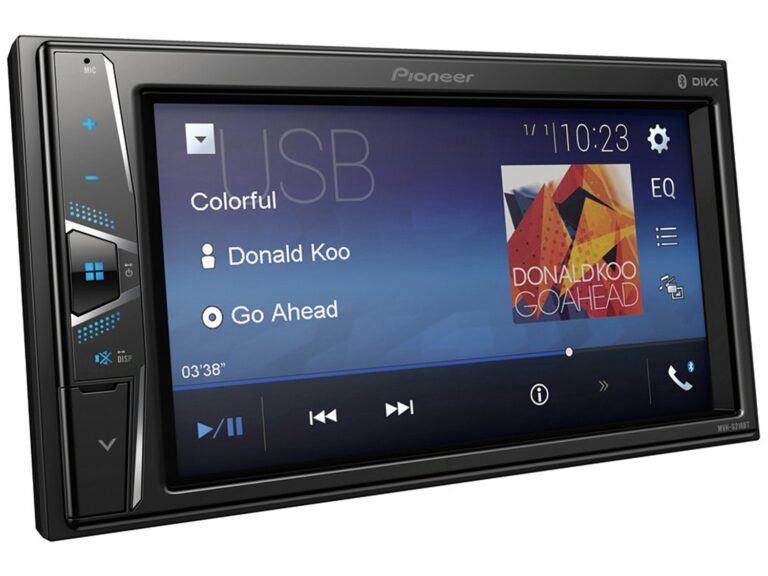 MIC
Pioneer
DIVX
USB
1/ 1 10:23
Colorful
EQ
Donald Koo
DONALDKOO
GOAHEAD
Go Ahead
03'38"
DISP
MVH-G218BT